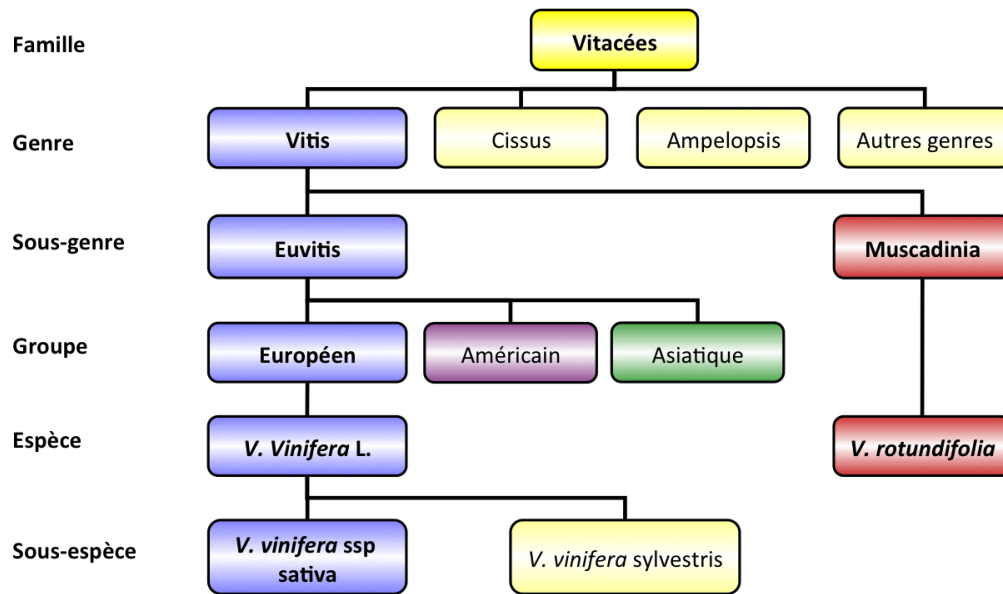 Famille
Vitacées
Genre
Vitis
Cissus
Ampelopsis
Autres genres
Sous-genre
Euvitis
Muscadinia
Groupe
Européen
Américain
Asiatique
Espèce
V. Vinifera L.
V. rotundifolia
Sous-espèce
V. vinifera ssp
sativa
V. vinifera sylvestris